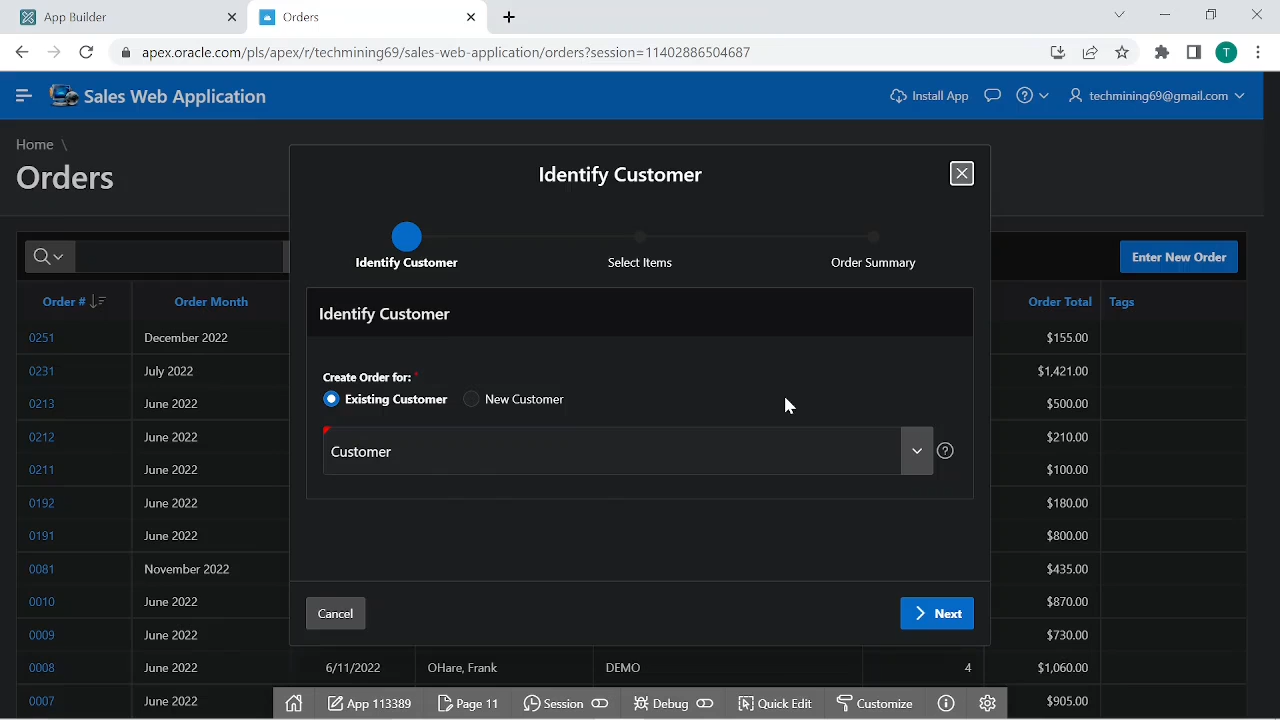 App Builder
Orders
apex.oracle.com/pls/apex/r/techmining69/sales-web-application/orders?session=11402886504687
T
Sales Web Application
Install App
techmining69@gmail.com
Home \
Orders
Identify Customer
Identify Customer
Select Items
Order Summary
Enter New Order
Order #
Order Month
Order Total
Tags
Identify Customer
0251
December 2022
$155.00
0231
July 2022
$1,421.00
Create Order for:
Existing Customer
New Customer
0213
June 2022
$500.00
0212
June 2022
$210.00
Customer
0211
June 2022
$100.00
0192
June 2022
$180.00
0191
June 2022
$800.00
0081
November 2022
$435.00
0010
June 2022
$870.00
Cancel
Next
0009
June 2022
$730.00
0008
June 2022
6/11/2022
OHare, Frank
DEMO
4
$1,060.00
0007
June 2022
$905.00
App 113389
Page 11
Session
Debug
Quick Edit
Customize